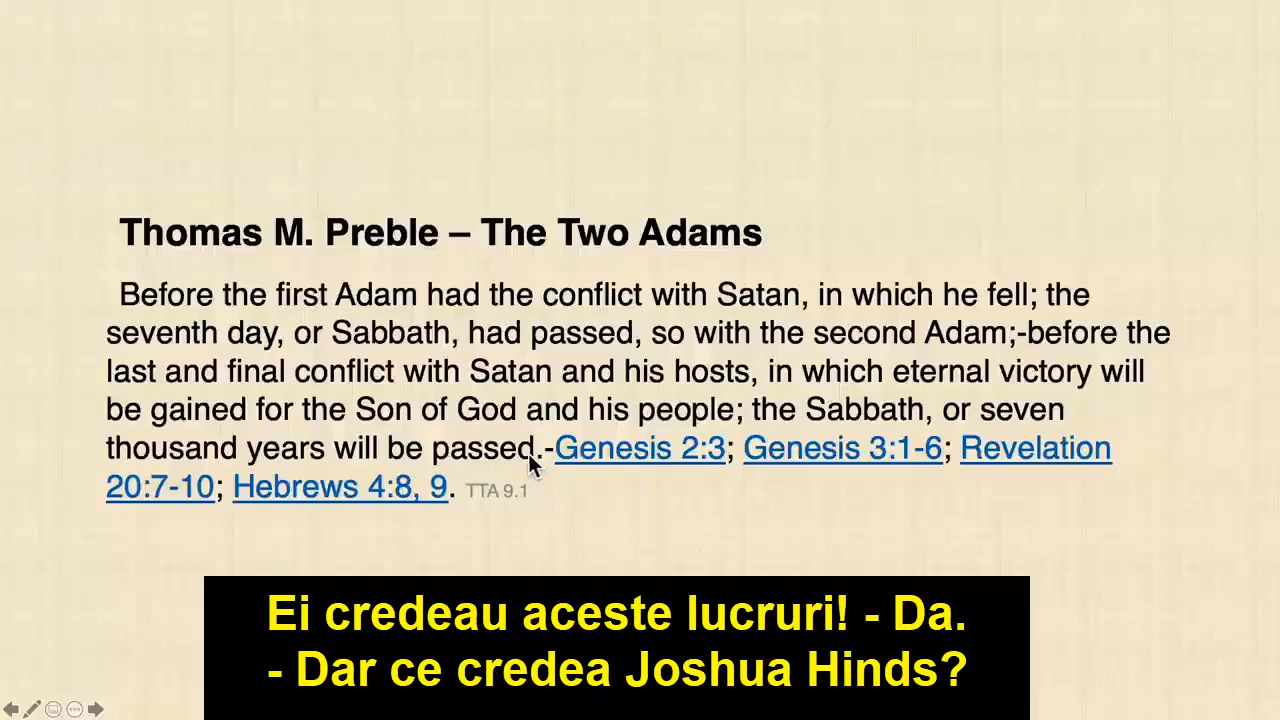 Thomas M. Preble – The Two Adams
Before the first Adam had the conflict with Satan, in which he fell; the
seventh day, or Sabbath, had passed, so with the second Adam;-before the
last and final conflict with Satan and his hosts, in which eternal victory will
be gained for the Son of God and his people; the Sabbath, or seven
thousand years will be passed.-Genesis 2:3; Genesis 3:1-6; Revelation
20:7-10; Hebrews 4:8, 9. TTA 9.1
Ei credeau aceste lucruri! - Da.
- Dar ce credea Joshua Hinds?